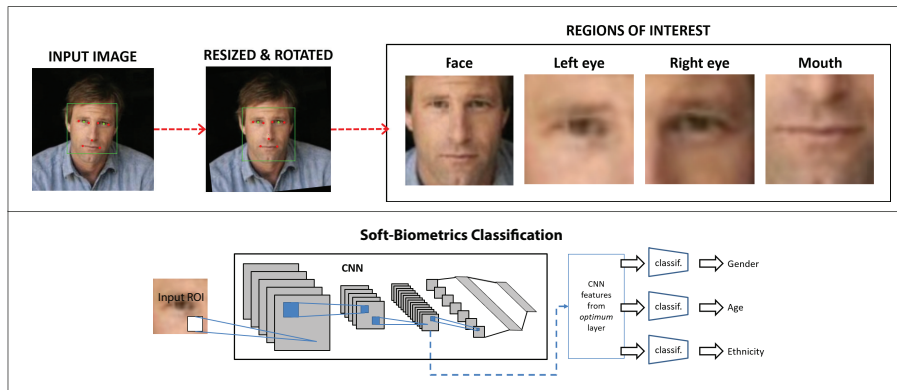 REGIONS OF INTEREST
INPUT IMAGE
RESIZED & ROTATED
Face
Left eye
Right eye
Mouth
Soft-Biometrics Classification
CNN
Input ROI
CNN
features
from
optimum
layer
classif.
Gender
classif.
Age
classif.
Ethnicity